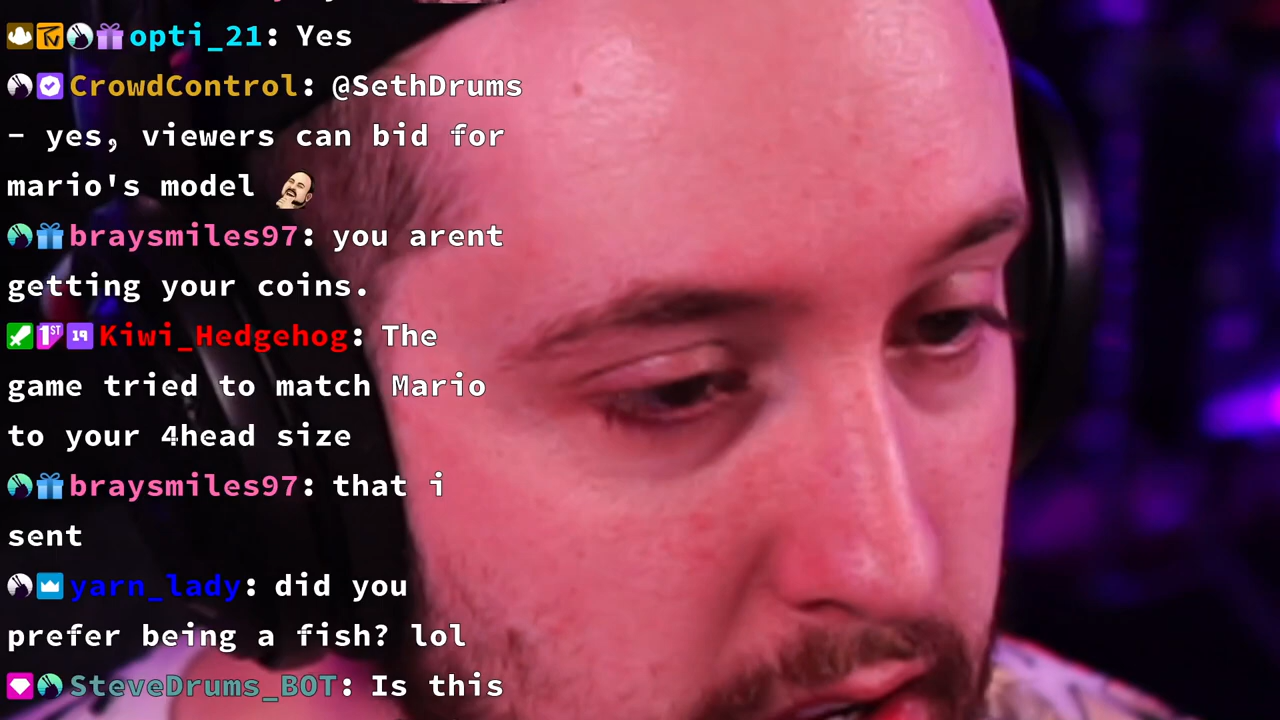 opti_21: Yes
CrowdControl: @SethDrums
- yes, viewers can bid for
mario's model
braysmiles97: you arent
getting your coins.
1ST 19 Kiwi_Hedgehog: The
game tried to match Mario
to your 4head size
braysmiles97: that i
sent
yarn_lady: did you
prefer being a fish? lol
SteveDrums_BOT: Is this